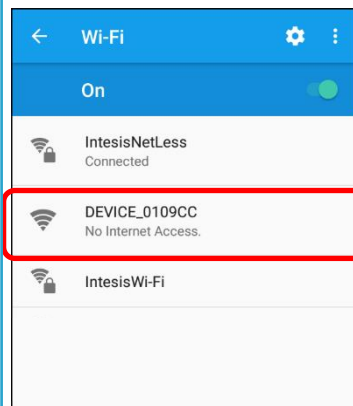 Wi-Fi
On
IntesisNetLess
Connected
DEVICE_0109CC
No Internet Access.
IntesisWi-Fi